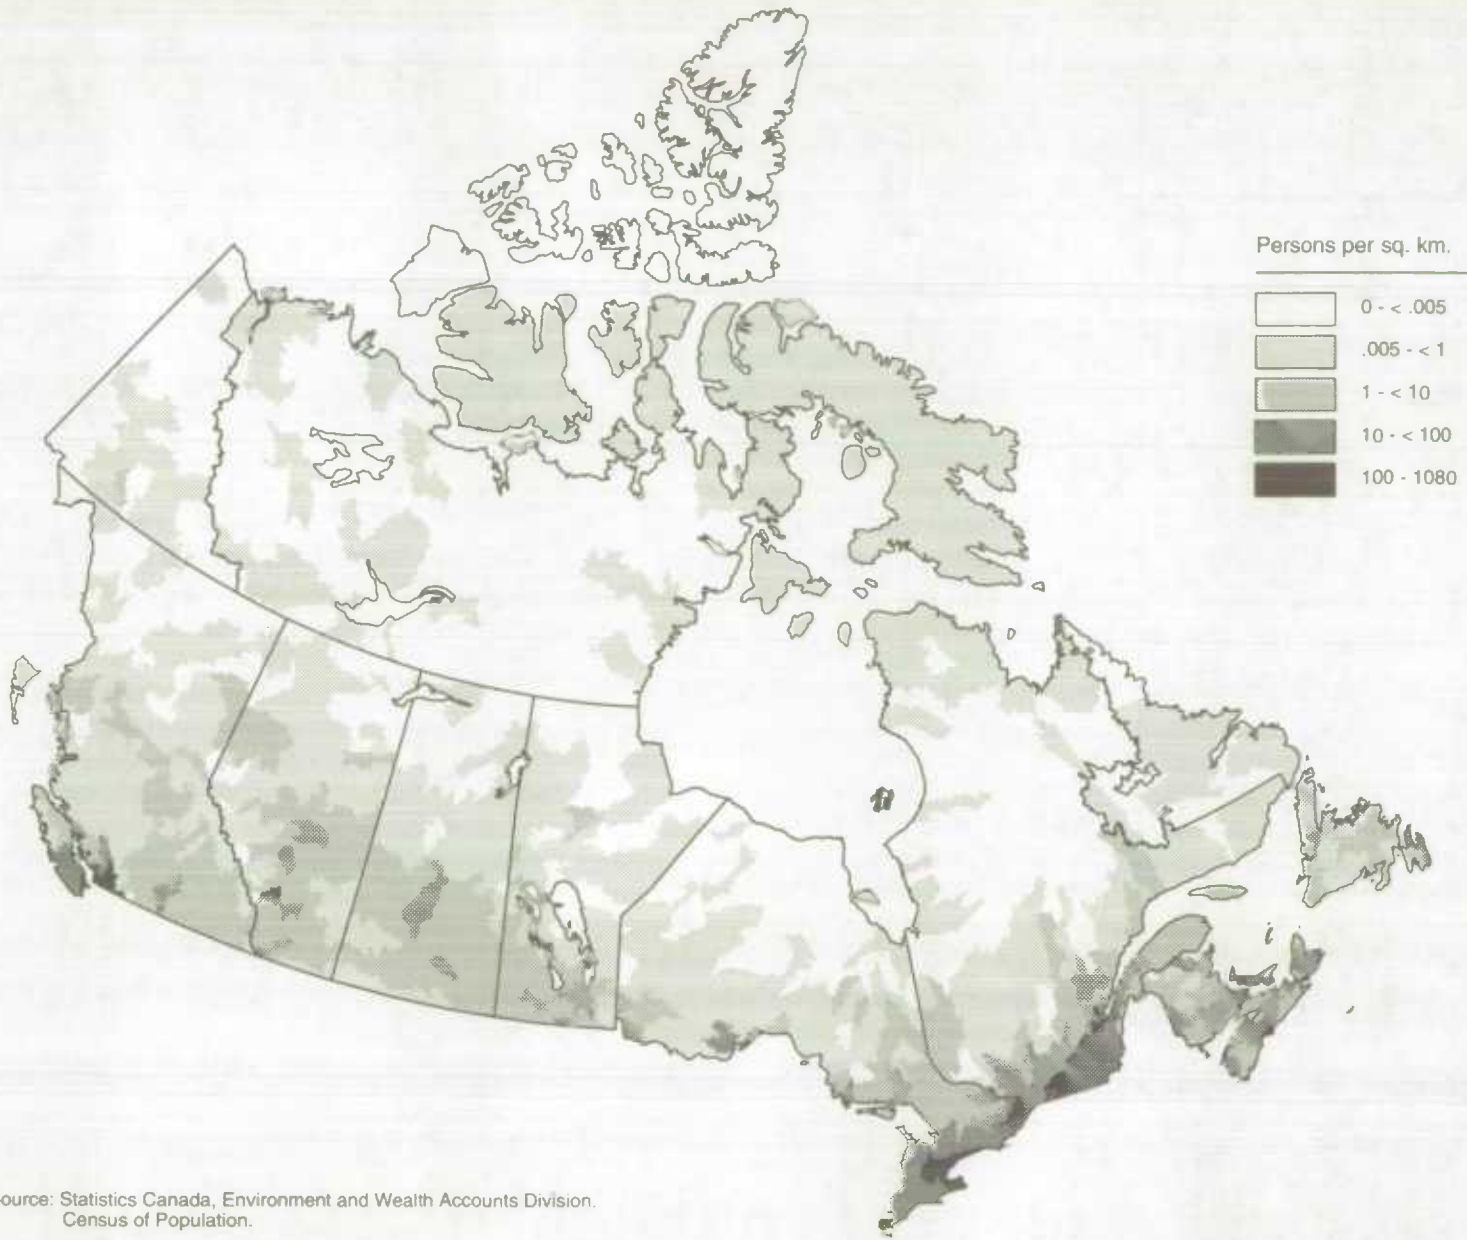 Persons per sq. km.
0 - < .005
.005 - < 1
1 - < 10
10 - < 100
100 - 1080
ource: Statistics Canada, Environment and Wealth Accounts Division.
Census of Population.